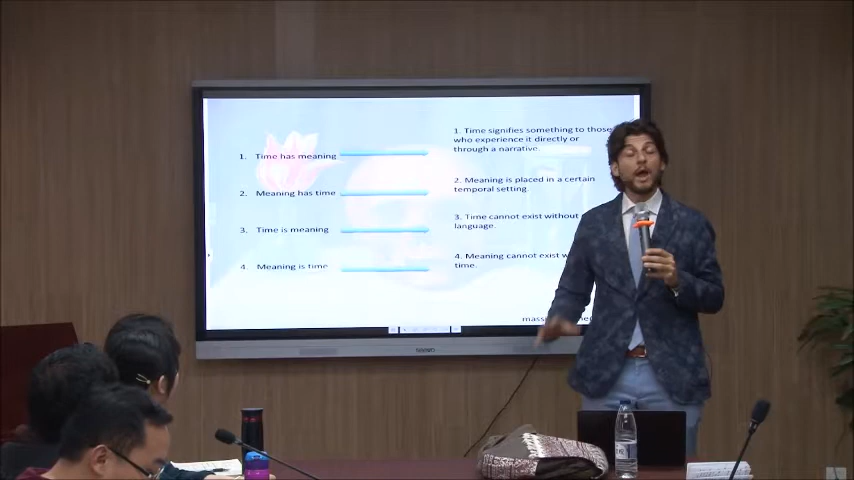 1. Time has meaning
2. Meaning has time
3. Time is meaning
4. Meaning is time
1. Time signifies something to those
who experience it directly or
through a narrative.
2. Meaning is placed in a certain
temporal setting.
3. Time cannot exist without
language.
4. Meaning cannot exist
time.